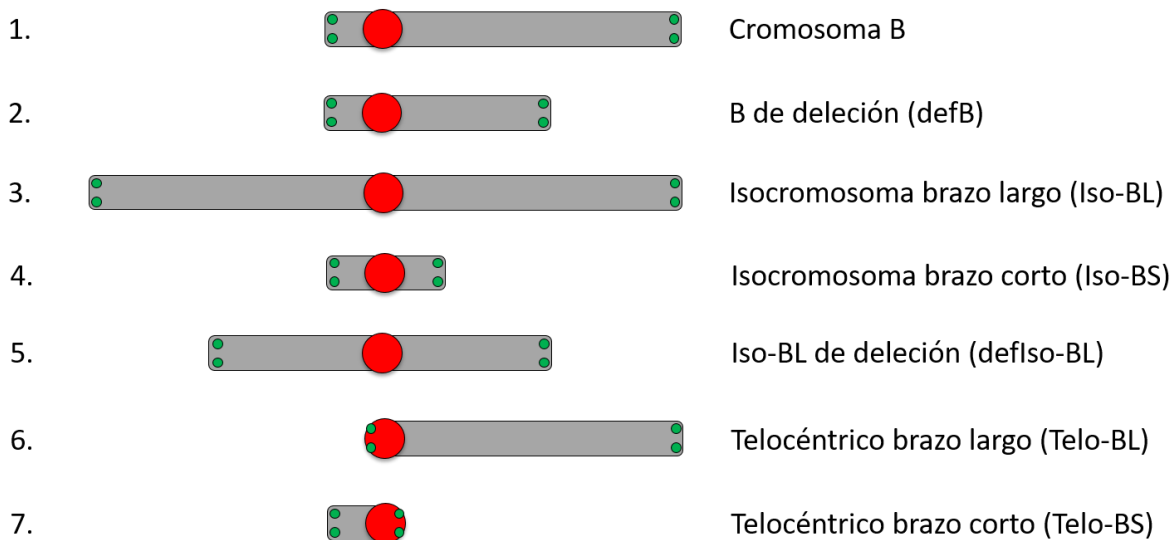 1. Cromosoma B
2. B de deleción (defB)
3. Isocromosoma brazo largo (Iso-BL)
4. Isocromosoma brazo corto (Iso-BS)
5. Iso-BL de deleción (defIso-BL)
6. Telocéntrico brazo largo (Telo-BL)
7. Telocéntrico brazo corto (Telo-BS)